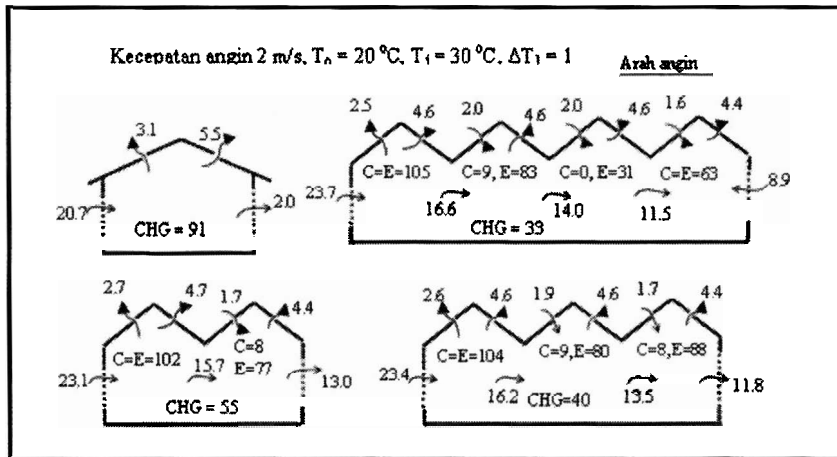 Kecepatan angin 2 m/s, T₀ = 20 °C, T₁ = 30 °C, ΔT₁ = 1
Arah angin
3.1 5.5
20.7 2.0
CHG = 91
2.5 4.6 2.0 4.6 2.0 4.6 1.6 4.4
C=E=105 C=9, E=83 C=0, E=31 C=E=63
23.7 8.9
16.6 14.0 11.5
CHG = 33
2.7 4.7 1.7 4.4
C=E=102 C=8
E=77
23.1 15.7 13.0
CHG = 55
2.6 4.6 1.9 4.6 1.7 4.4
C=E=104 C=9,E=80 C=8,E=88
23.4 11.8
16.2 CHG=40 13.5